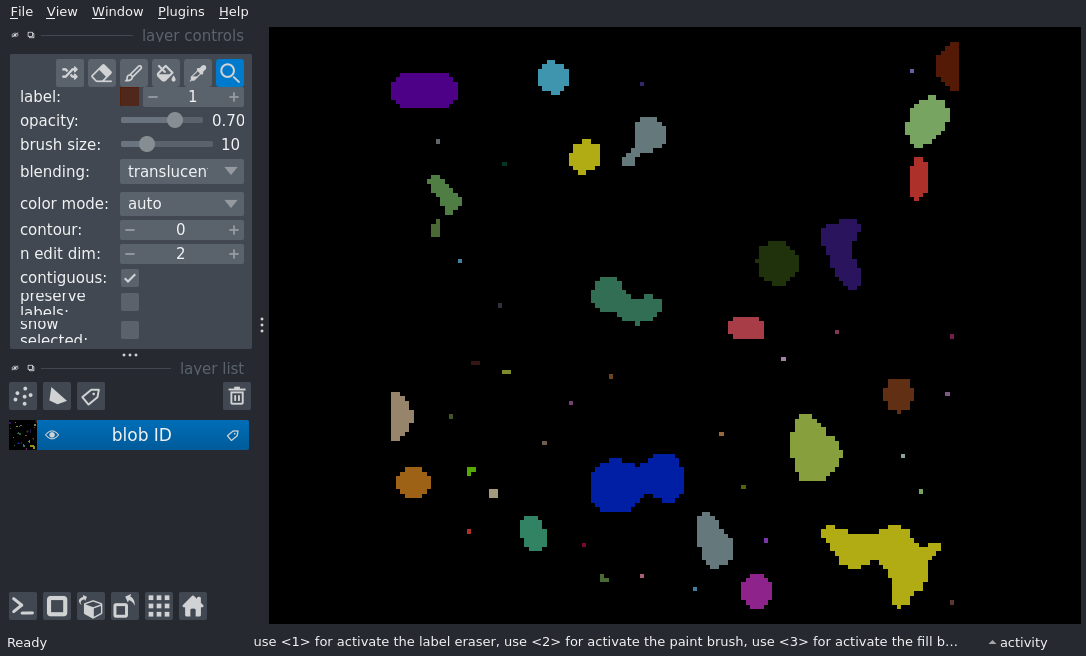 File View Window Plugins Help
layer controls
label: 1
opacity: 0.70
brush size: 10
blending: translucen
color mode: auto
contour: 0
n edit dim: 2
contiguous:
preserve
labels:
show
selected:
layer list
blob ID
Ready use <1> for activate the label eraser, use <2> for activate the paint brush, use <3> for activate the fill b... activity